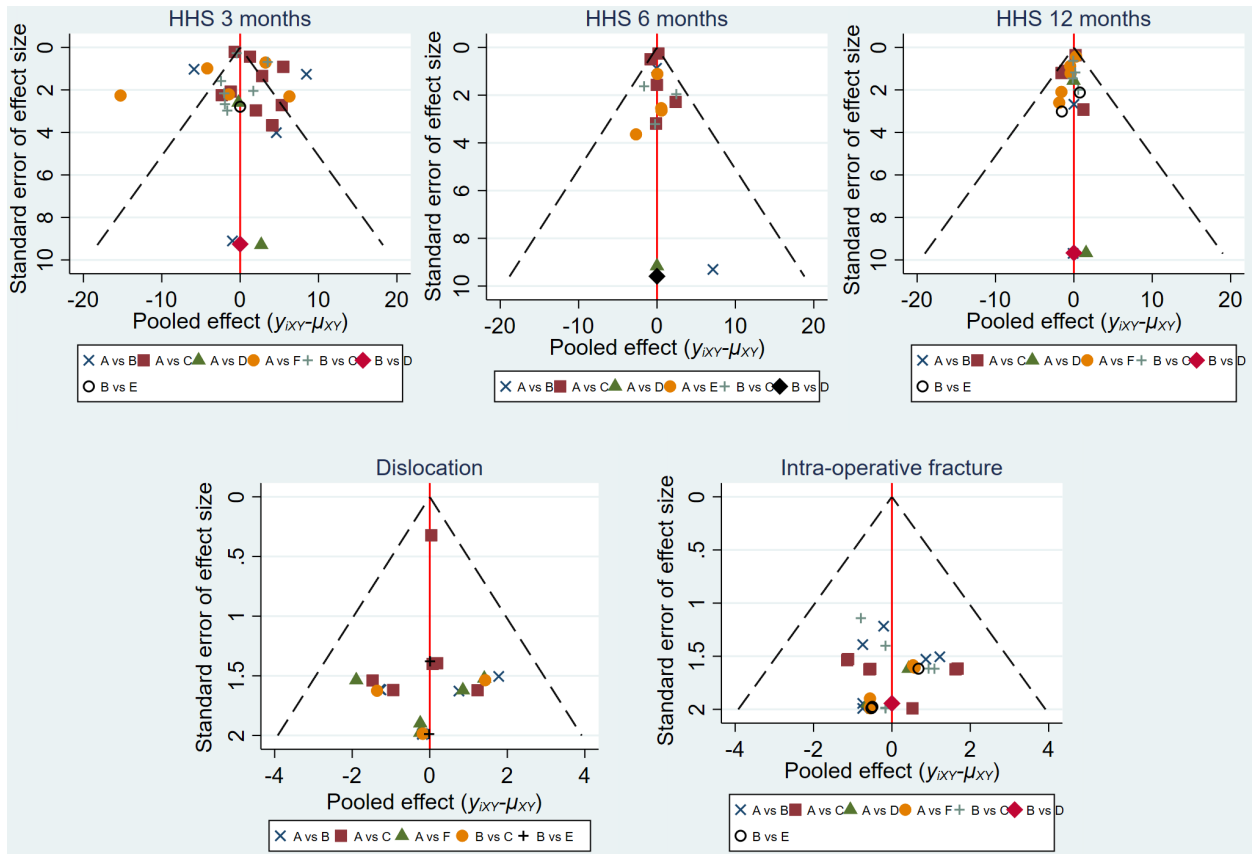 HHS 3 months
Standard error of effect size
0
2
4
6
8
10
-20 -10 0 10 20
Pooled effect (yiXY-μXY)
A vs B A vs C A vs D A vs F B vs C B vs D
B vs E
HHS 6 months
Standard error of effect size
0
2
4
6
8
10
-20 -10 0 10 20
Pooled effect (yiXY-μXY)
A vs B A vs C A vs D A vs E B vs C B vs D
HHS 12 months
Standard error of effect size
0
2
4
6
8
10
-20 -10 0 10 20
Pooled effect (yiXY-μXY)
A vs B A vs C A vs D A vs F B vs C B vs D
B vs E
Dislocation
Standard error of effect size
0
.5
1
1.5
2
-4 -2 0 2 4
Pooled effect (yiXY-μXY)
A vs B A vs C A vs F B vs C B vs E
Intra-operative fracture
Standard error of effect size
0
.5
1
1.5
2
-4 -2 0 2 4
Pooled effect (yiXY-μXY)
A vs B A vs C A vs D A vs F B vs C B vs D
B vs E